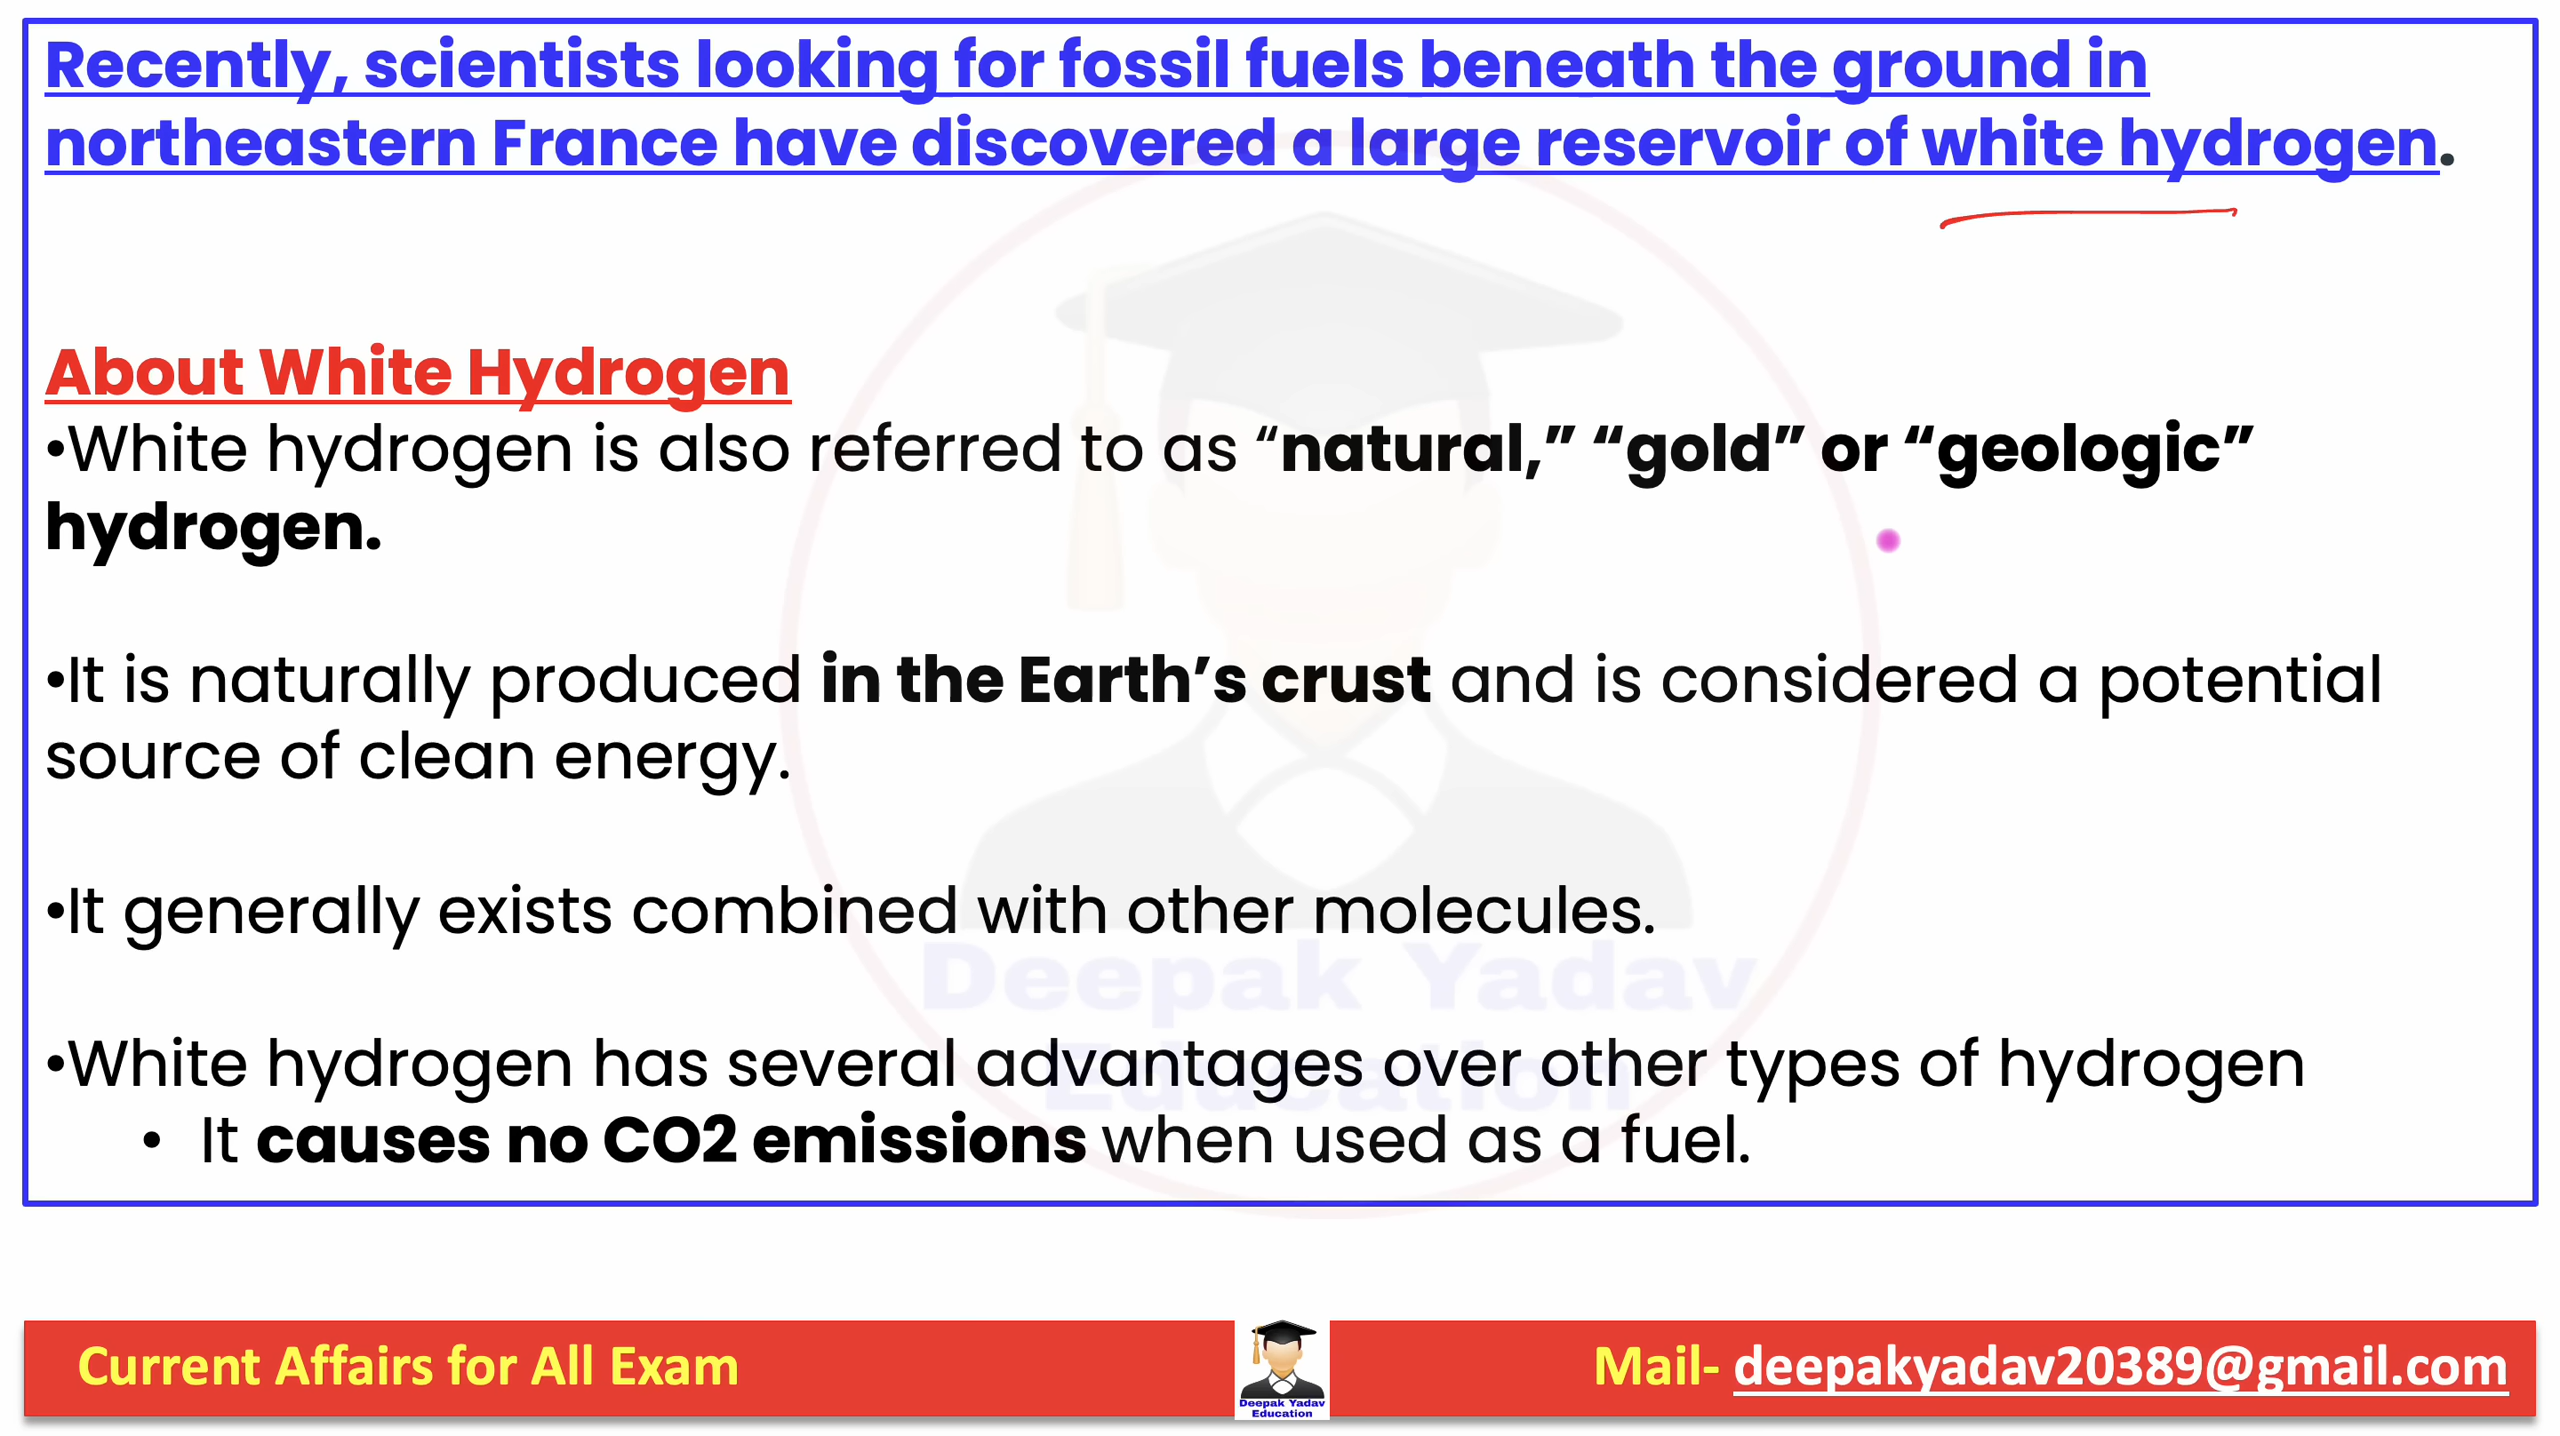 Recently, scientists looking for fossil fuels beneath the ground in
northeastern France have discovered a large reservoir of white hydrogen.
About White Hydrogen
•White hydrogen is also referred to as “natural,” “gold” or “geologic”
hydrogen.
•It is naturally produced in the Earth’s crust and is considered a potential
source of clean energy.
•It generally exists combined with other molecules.
Deepak Yadav
Education
•White hydrogen has several advantages over other types of hydrogen
• It causes no CO2 emissions when used as a fuel.
Current Affairs for All Exam
Deepak Yadav
Education
Mail- deepakyadav20389@gmail.com